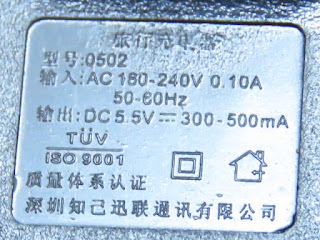 旅行充电器
型号:0502
输入:AC 180-240V 0.10A
50-60Hz
输出:DC 5.5V⎓300-500mA
TÜV
ISO 9001
质量体系认证
深圳知己迅联通讯有限公司